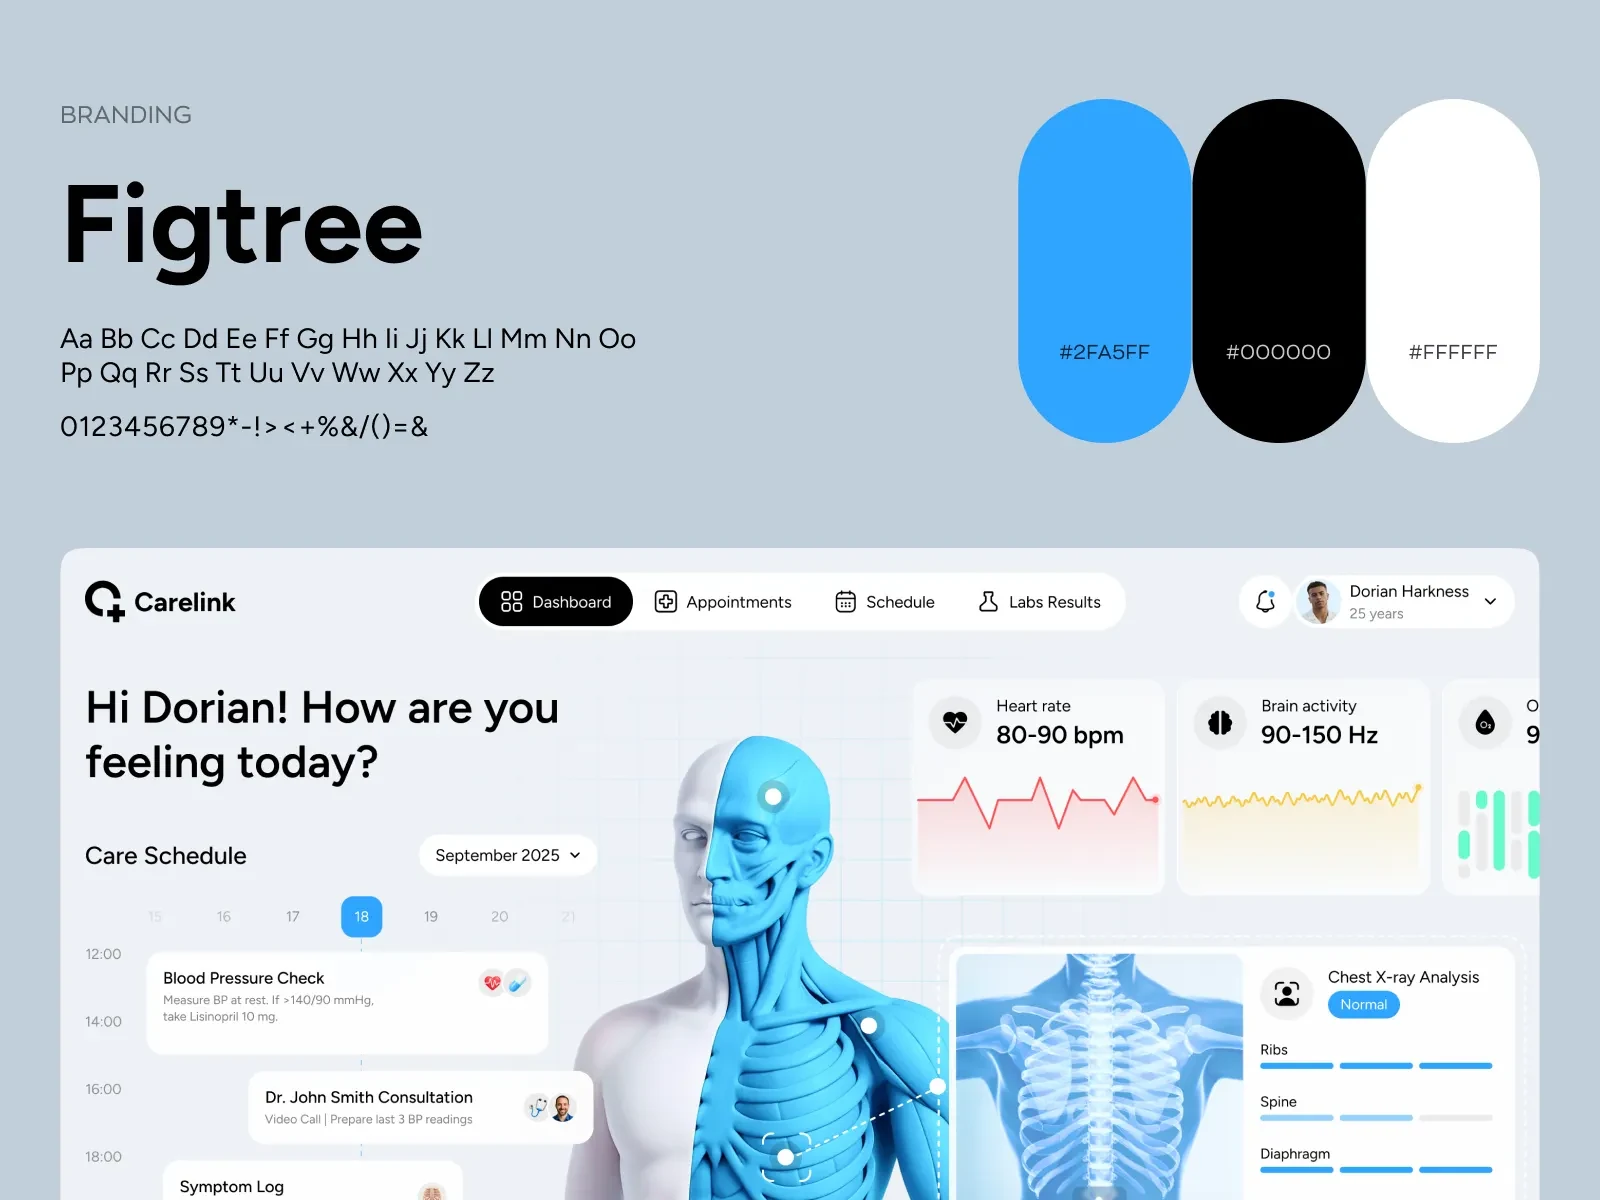 BRANDING
Figtree
Aa Bb Cc Dd Ee Ff Gg Hh Ii Jj Kk Ll Mm Nn Oo
Pp Qq Rr Ss Tt Uu Vv Ww Xx Yy Zz
0123456789*-!><+%&/()=&
#2FA5FF
#000000
#FFFFFF
Carelink
Dashboard
Appointments
Schedule
Labs Results
Dorian Harkness
25 years
Hi Dorian! How are you
feeling today?
Heart rate
80-90 bpm
Brain activity
90-150 Hz
O₂
O
9
Care Schedule
September 2025
15 16 17 18 19 20 21
12:00
Blood Pressure Check
Measure BP at rest. If >140/90 mmHg,
take Lisinopril 10 mg.
14:00
16:00
Dr. John Smith Consultation
Video Call | Prepare last 3 BP readings
18:00
Symptom Log
Chest X-ray Analysis
Normal
Ribs
Spine
Diaphragm